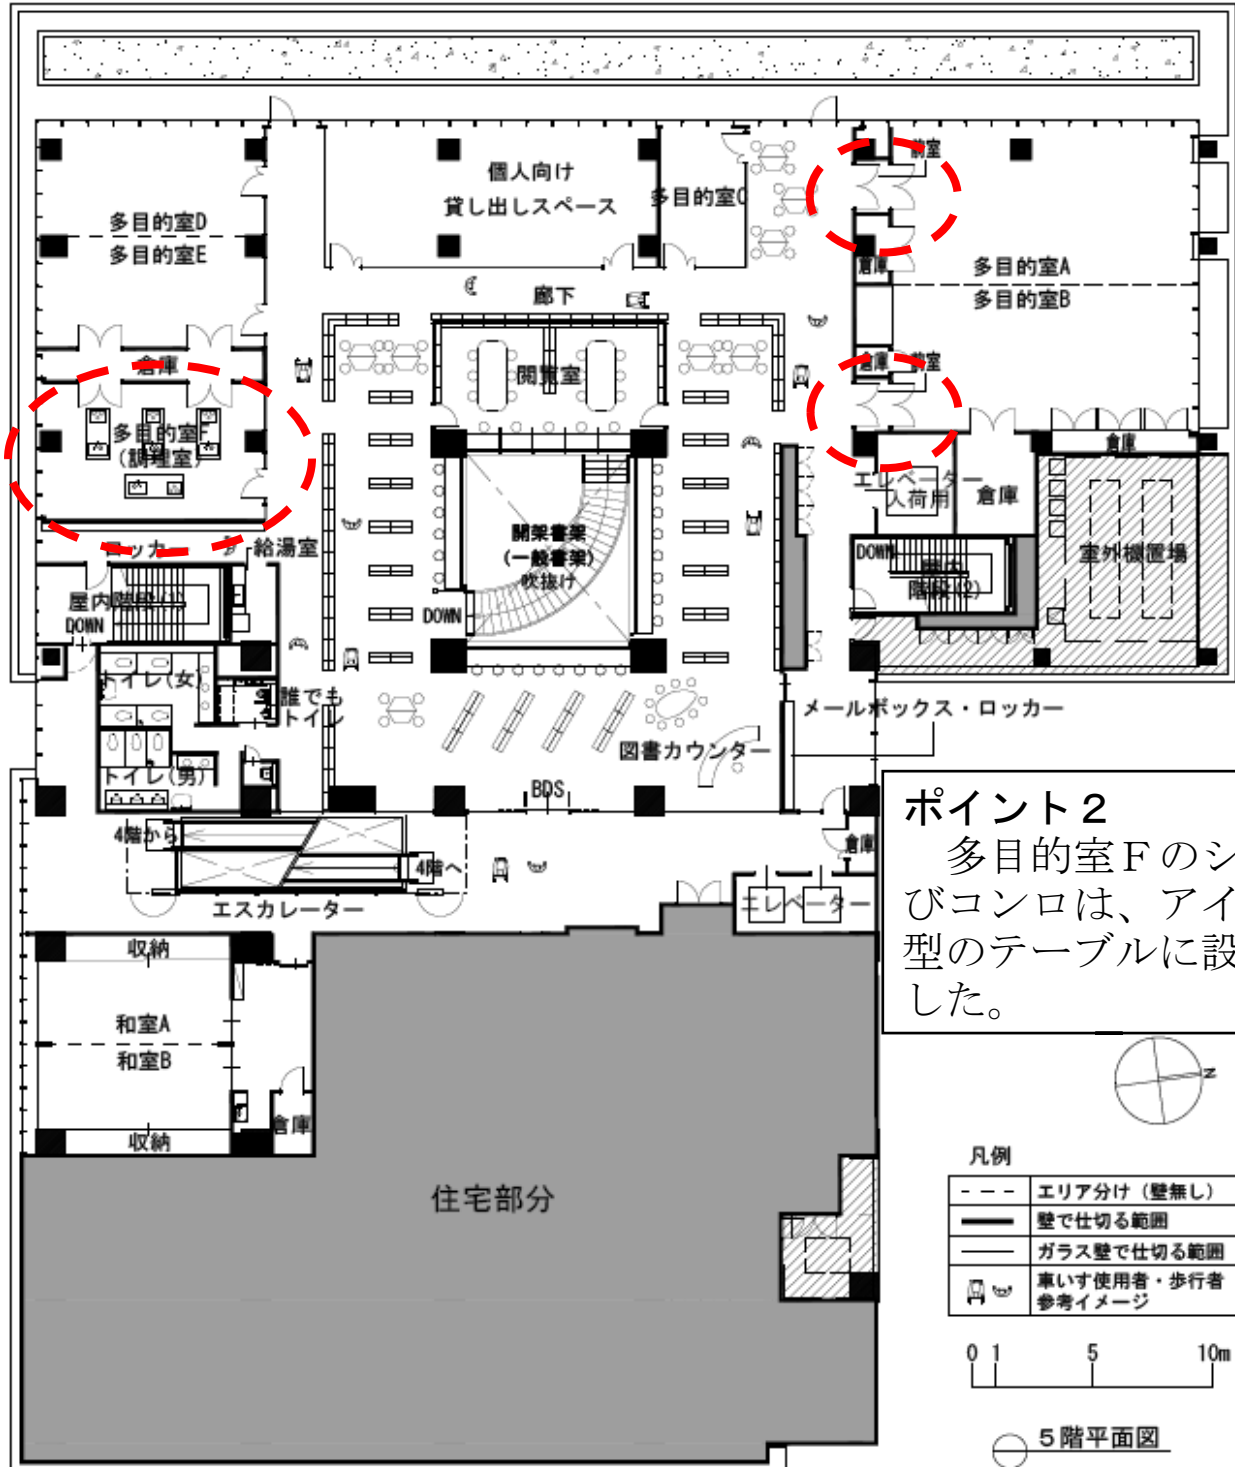 前室
個人向け
貸し出しスペース
多目的室C
多目的室D
多目的室E
倉庫
多目的室A
多目的室B
廊下
倉庫
閲覧室
倉庫
前室
多目的室F
(調理室)
倉庫
エレベーター
人荷用
倉庫
開架書架
(一般書架)
吹抜け
ロッカー
給湯室
DOWN
屋内
階段(2)
室外機置場
屋内階段(1)
DOWN
DOWN
トイレ(女)
誰でも
トイレ
メールボックス・ロッカー
図書カウンター
トイレ(男)
BDS
4階から
4階へ
倉庫
エスカレーター
エレベーター
ポイント2
多目的室Fのシ
びコンロは、アイ
型のテーブルに設
した。
収納
和室A
和室B
倉庫
収納
N
住宅部分
凡例
エリア分け(壁無し)
壁で仕切る範囲
ガラス壁で仕切る範囲
車いす使用者・歩行者
参考イメージ
0 1 5 10m
5階平面図